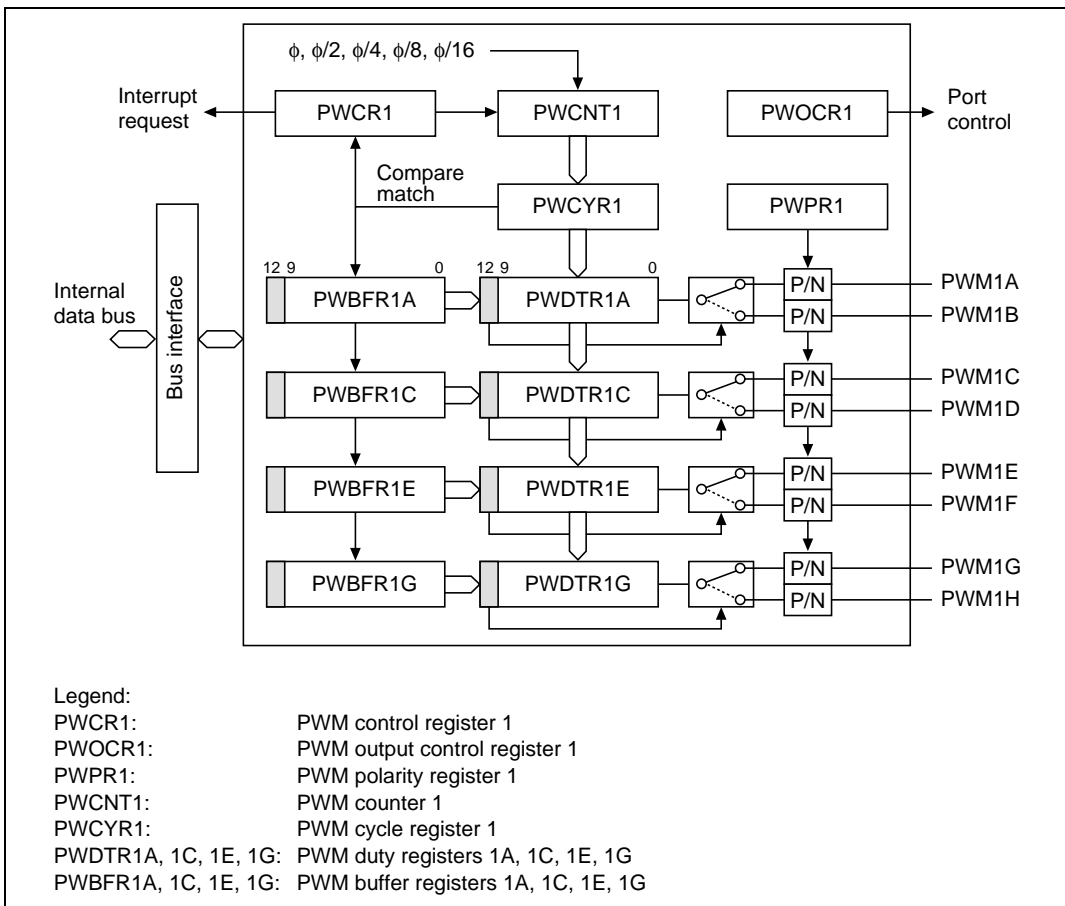 ϕ, ϕ/2, ϕ/4, ϕ/8, ϕ/16
Interrupt
request
PWCR1
PWCNT1
PWOCR1
Port
control
Compare
match
PWCYR1
PWPR1
Internal
data bus
Bus interface
12 9 0
PWBFR1A
12 9 0
PWDTR1A
P/N
PWM1A
P/N
PWM1B
PWBFR1C
PWDTR1C
P/N
PWM1C
P/N
PWM1D
PWBFR1E
PWDTR1E
P/N
PWM1E
P/N
PWM1F
PWBFR1G
PWDTR1G
P/N
PWM1G
P/N
PWM1H
Legend:
PWCR1: PWM control register 1
PWOCR1: PWM output control register 1
PWPR1: PWM polarity register 1
PWCNT1: PWM counter 1
PWCYR1: PWM cycle register 1
PWDTR1A, 1C, 1E, 1G: PWM duty registers 1A, 1C, 1E, 1G
PWBFR1A, 1C, 1E, 1G: PWM buffer registers 1A, 1C, 1E, 1G